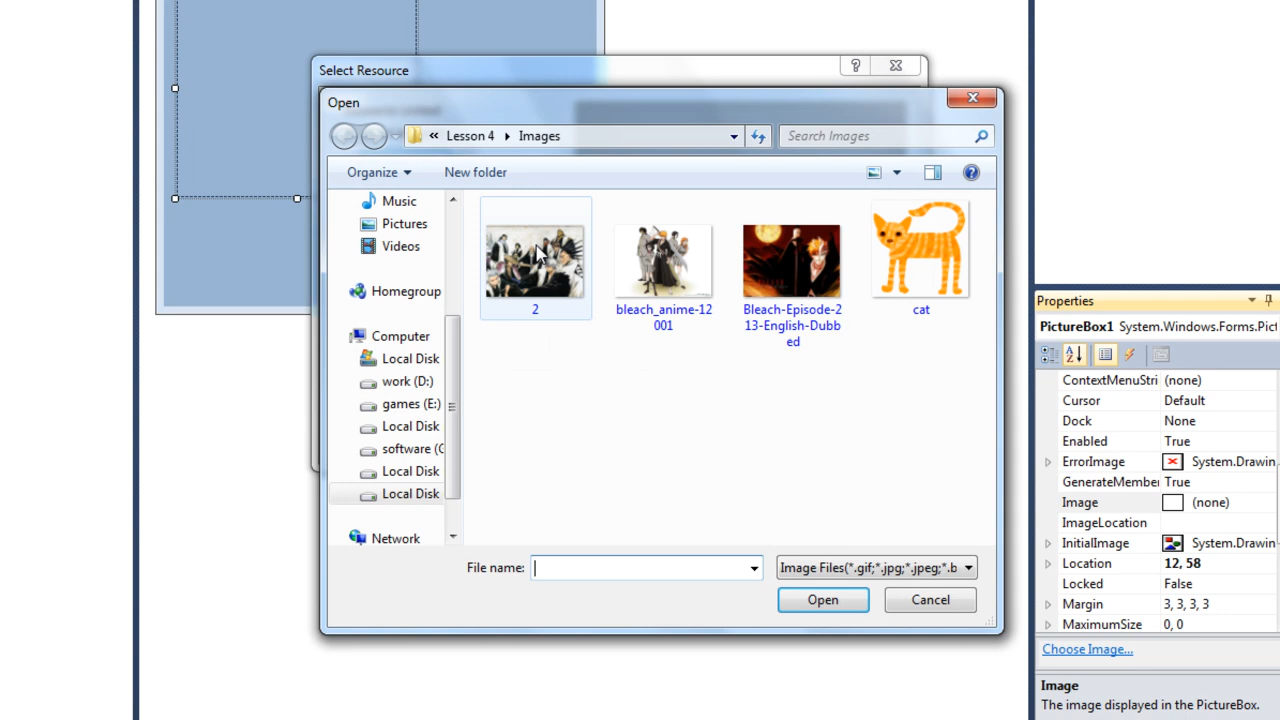 Select Resource
Open
« Lesson 4 Images
Search Images
Organize
New folder
Music
Pictures
Videos
Homegroup
Computer
Local Disk
work (D:)
games (E:)
Local Disk
software (G
Local Disk
Local Disk
Network
2
bleach_anime-12
001
Bleach-Episode-2
13-English-Dubb
ed
cat
File name:
Image Files(*.gif;*.jpg;*.jpeg;*.b
Open
Cancel
Properties
PictureBox1 System.Windows.Forms.Pict
ContextMenuStri (none)
Cursor Default
Dock None
Enabled True
ErrorImage System.Drawin
GenerateMember True
Image (none)
ImageLocation
InitialImage System.Drawin
Location 12, 58
Locked False
Margin 3, 3, 3, 3
MaximumSize 0, 0
Choose Image...
Image
The image displayed in the PictureBox.